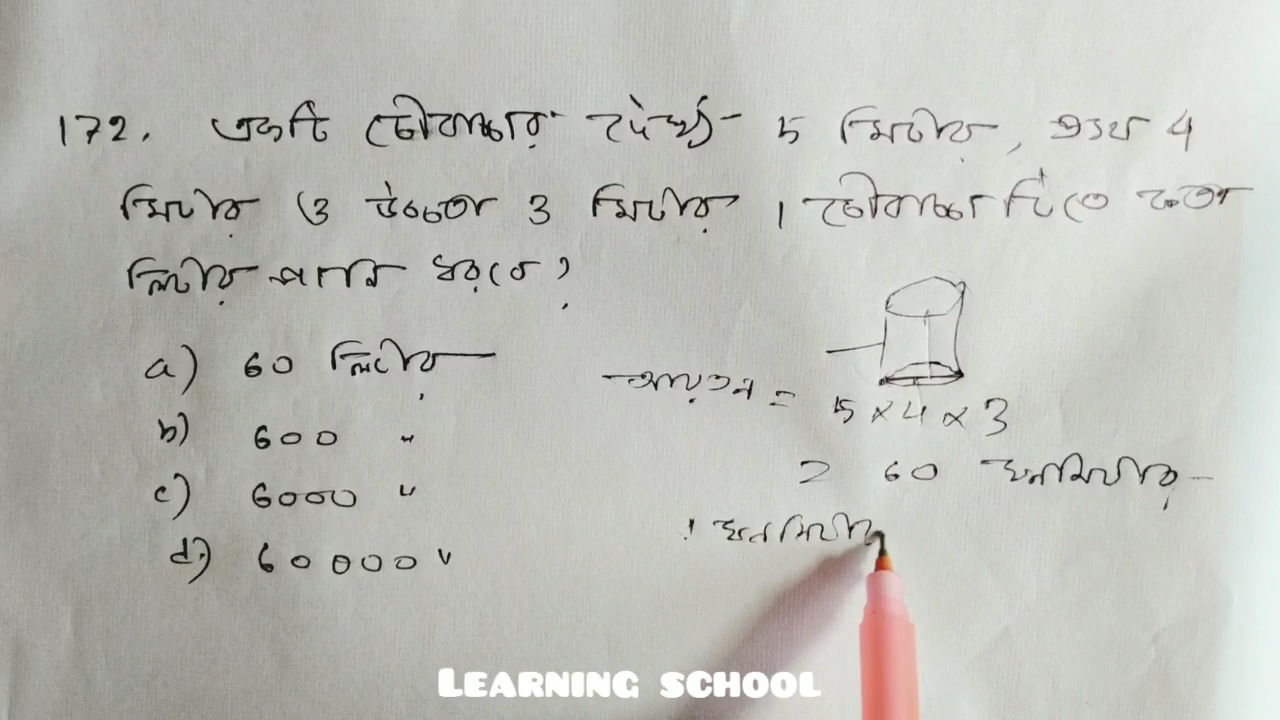 172. একটি চৌবাচ্চার দৈর্ঘ্য 5 মিটার, প্রস্থ 4
মিটার ও উচ্চতা 3 মিটার । চৌবাচ্চাটিতে কত
লিটার পানি ধরবে ?
a) 60 লিটার
b) 600 "
c) 6000 "
d) 60000 "
আয়তন = 5 × 4 × 3
= 60 ঘনমিটার
1 ঘনমিটার
LEARNING SCHOOL